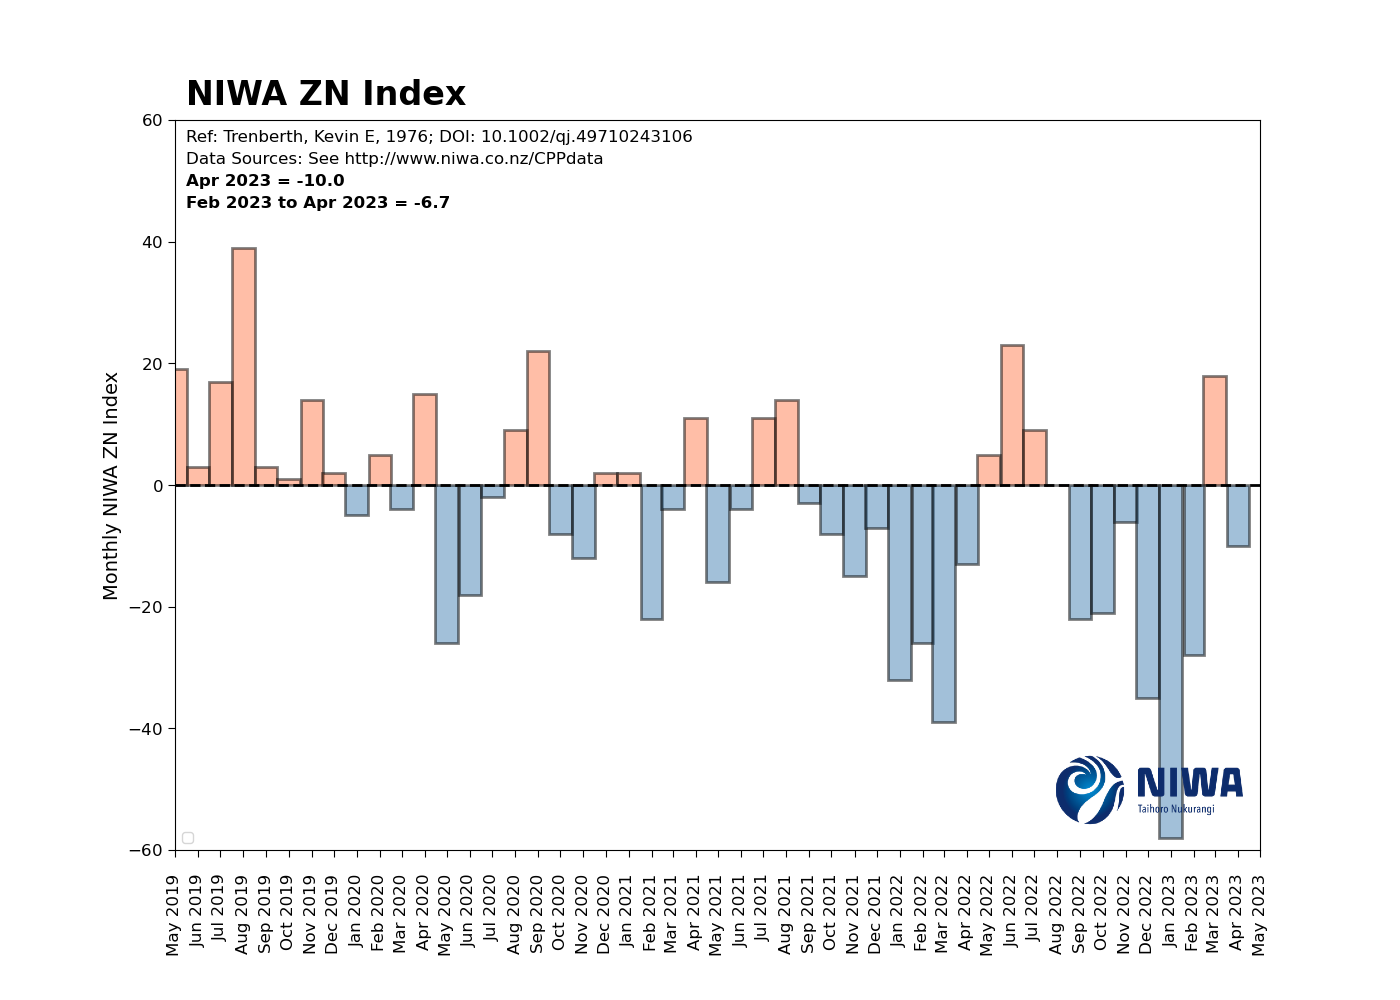 NIWA ZN Index
Ref: Trenberth, Kevin E, 1976; DOI: 10.1002/qj.49710243106
Data Sources: See http://www.niwa.co.nz/CPPdata
Apr 2023 = -10.0
Feb 2023 to Apr 2023 = -6.7
Monthly NIWA ZN Index
60
40
20
0
−20
−40
−60
NIWA
Taihoro Nukurangi
May 2019
Jun 2019
Jul 2019
Aug 2019
Sep 2019
Oct 2019
Nov 2019
Dec 2019
Jan 2020
Feb 2020
Mar 2020
Apr 2020
May 2020
Jun 2020
Jul 2020
Aug 2020
Sep 2020
Oct 2020
Nov 2020
Dec 2020
Jan 2021
Feb 2021
Mar 2021
Apr 2021
May 2021
Jun 2021
Jul 2021
Aug 2021
Sep 2021
Oct 2021
Nov 2021
Dec 2021
Jan 2022
Feb 2022
Mar 2022
Apr 2022
May 2022
Jun 2022
Jul 2022
Aug 2022
Sep 2022
Oct 2022
Nov 2022
Dec 2022
Jan 2023
Feb 2023
Mar 2023
Apr 2023
May 2023